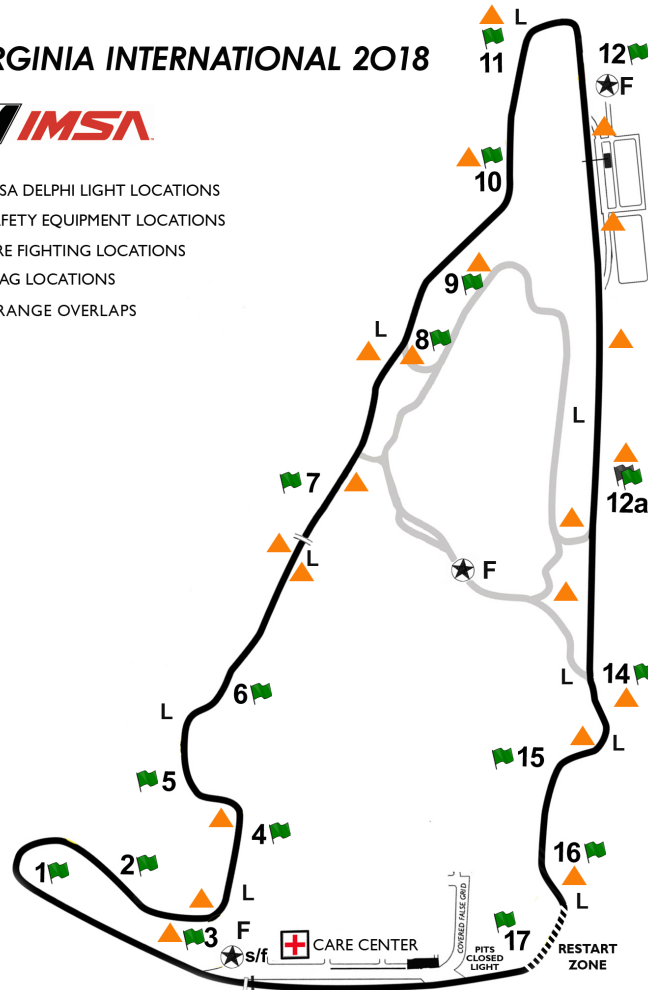 RGINIA INTERNATIONAL 2018
IMSA
SA DELPHI LIGHT LOCATIONS
FETY EQUIPMENT LOCATIONS
RE FIGHTING LOCATIONS
AG LOCATIONS
RANGE OVERLAPS
L
11
12
F
10
9
L
8
L
7
12a
L
F
L
14
6
L
L
15
5
4
16
2
1
L
L
F
3
s/f
CARE CENTER
COVERED FALSE GRID
17
PITS
CLOSED
LIGHT
RESTART
ZONE